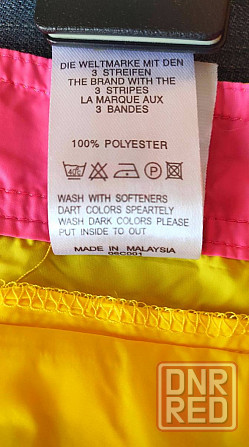 DIE WELTMARKE MIT DEN
3 STREIFEN
THE BRAND WITH THE
3 STRIPES
LA MARQUE AUX
3 BANDES
100% POLYESTER
40°
P
WASH WITH SOFTENERS
DART COLORS SPEARTELY
WASH DARK COLORS PLEASE
PUT INSIDE TO OUT
MADE IN MALAYSIA
06C001
DNR
RED